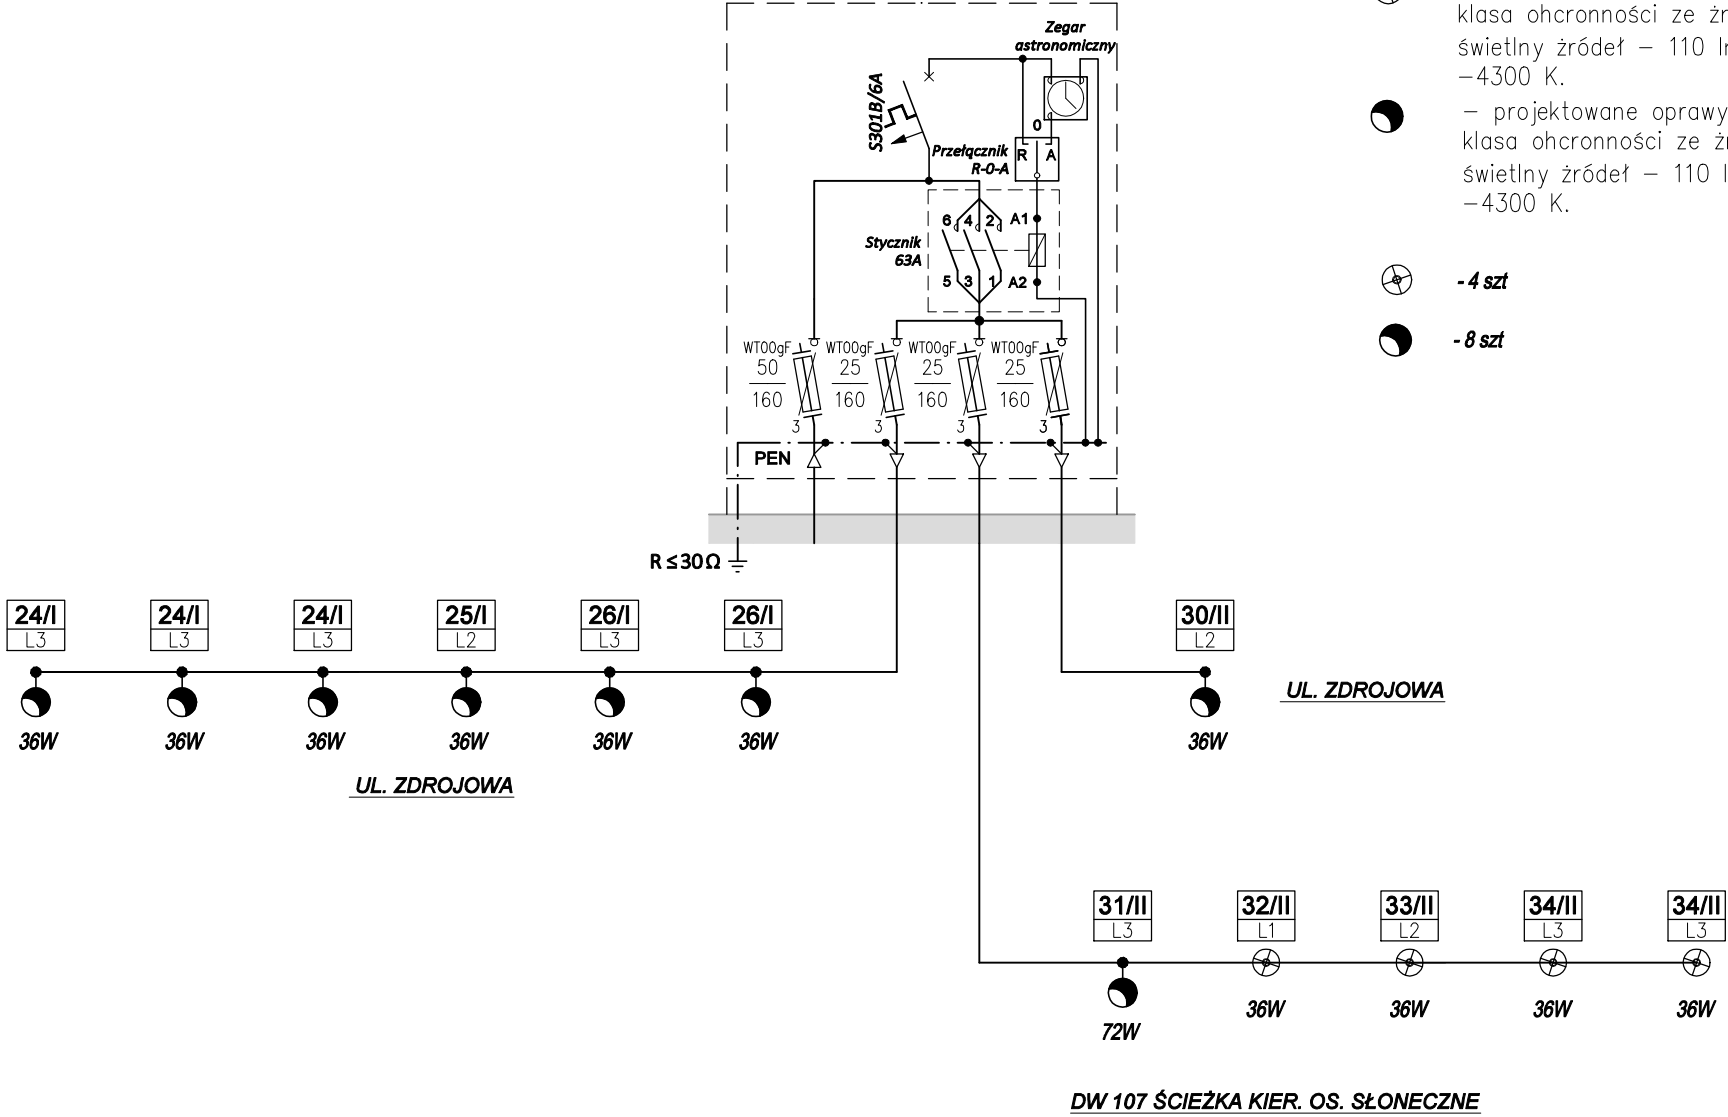 klasa ohcronności ze
świetlny żródeł – 110
–4300 K.
– projektowane oprawy
klasa ohcronności ze
świetlny żródeł – 110
–4300 K.
- 4 szt
- 8 szt
Zegar
astronomiczny
S301B/6A
0
Przełącznik
R-0-A
R A
6 4 2 A1
Stycznik
63A
5 3 1 A2
WT00gF WT00gF WT00gF WT00gF
50 25 25 25
160 160 160 160
3 3 3 3
PEN
R ≤30Ω
24/I 24/I 24/I 25/I 26/I 26/I 30/II
L3 L3 L3 L2 L3 L3 L2
UL. ZDROJOWA
36W 36W 36W 36W 36W 36W 36W
UL. ZDROJOWA
31/II 32/II 33/II 34/II 34/II
L3 L1 L2 L3 L3
36W 36W 36W 36W
72W
DW 107 ŚCIEŻKA KIER. OS. SŁONECZNE